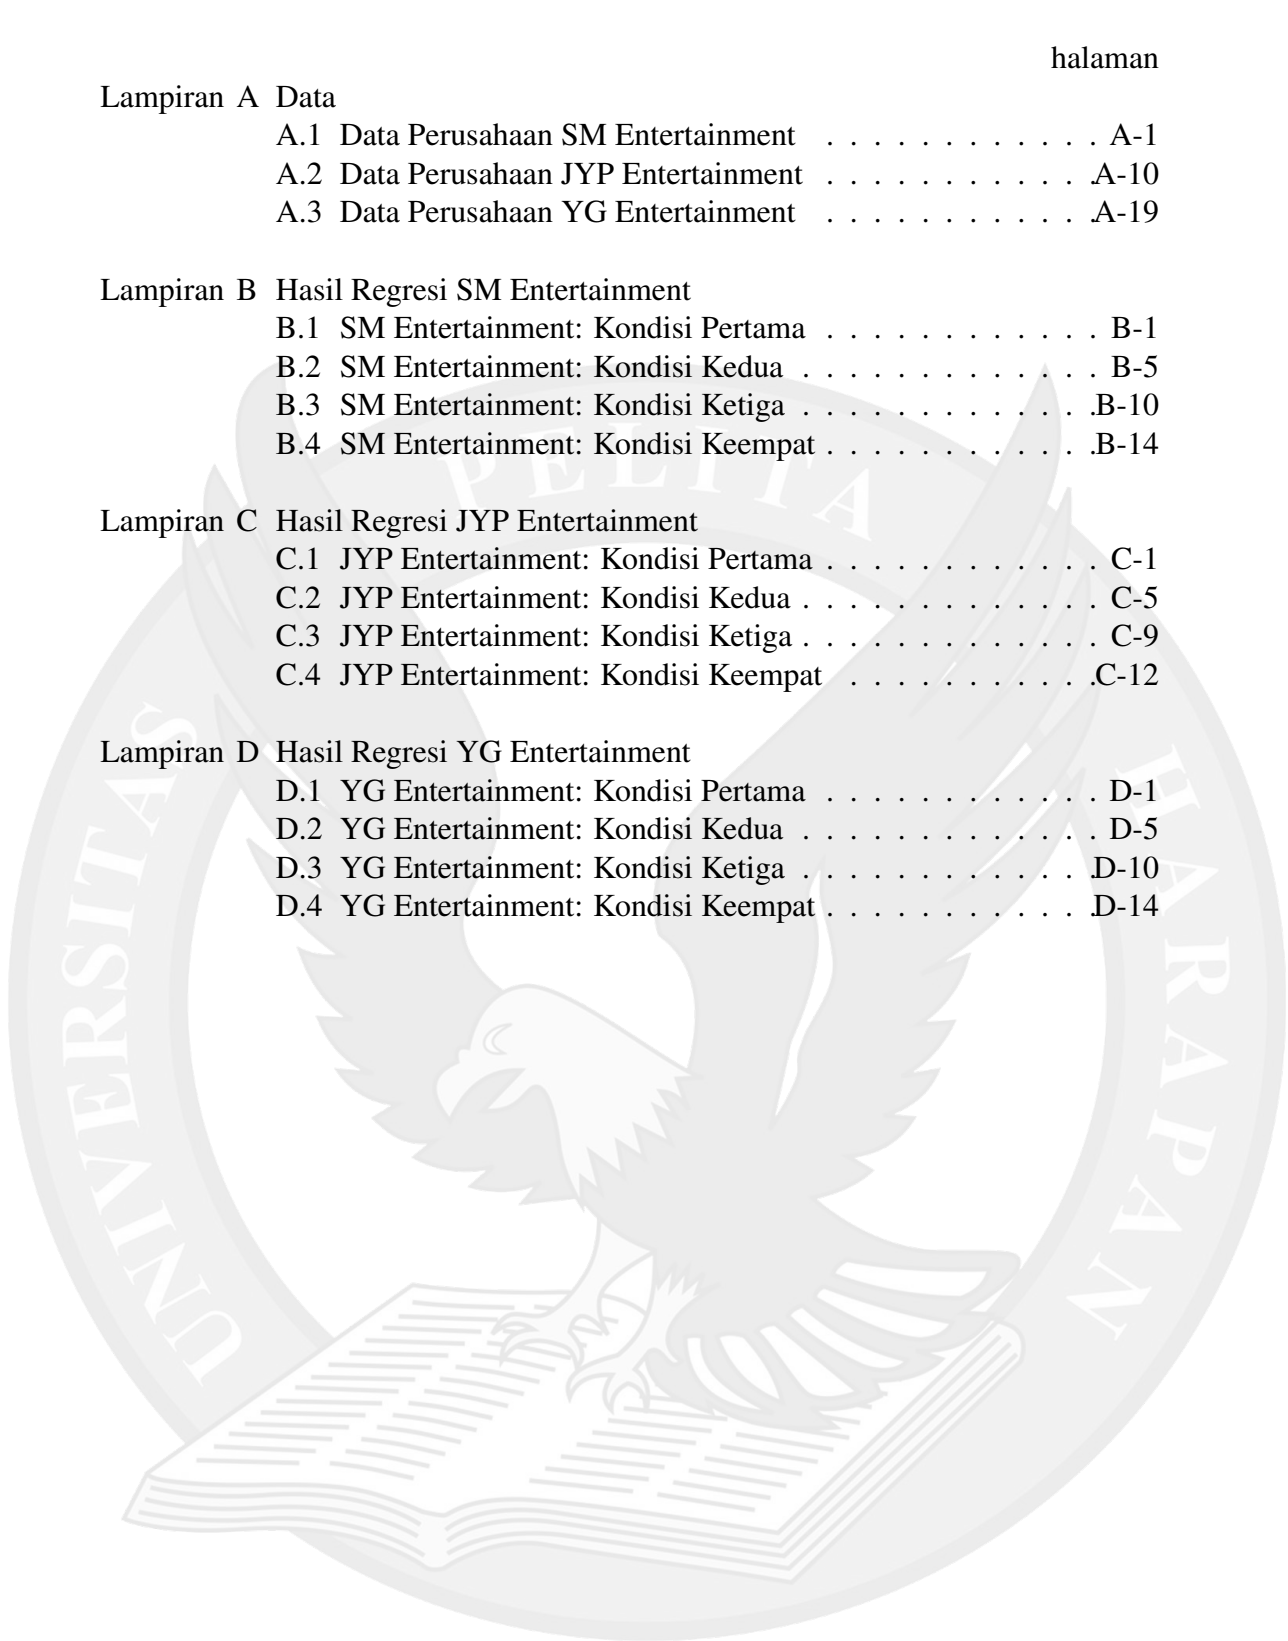 halaman
Lampiran A Data
A.1 Data Perusahaan SM Entertainment . . . . . . . . . . . . A-1
A.2 Data Perusahaan JYP Entertainment . . . . . . . . . . . .A-10
A.3 Data Perusahaan YG Entertainment . . . . . . . . . . . .A-19
Lampiran B Hasil Regresi SM Entertainment
B.1 SM Entertainment: Kondisi Pertama . . . . . . . . . . . . B-1
B.2 SM Entertainment: Kondisi Kedua . . . . . . . . . . . . . B-5
B.3 SM Entertainment: Kondisi Ketiga . . . . . . . . . . . . .B-10
B.4 SM Entertainment: Kondisi Keempat . . . . . . . . . . . .B-14
Lampiran C Hasil Regresi JYP Entertainment
C.1 JYP Entertainment: Kondisi Pertama . . . . . . . . . . . . C-1
C.2 JYP Entertainment: Kondisi Kedua . . . . . . . . . . . . . C-5
C.3 JYP Entertainment: Kondisi Ketiga . . . . . . . . . . . . . C-9
C.4 JYP Entertainment: Kondisi Keempat . . . . . . . . . . .C-12
Lampiran D Hasil Regresi YG Entertainment
D.1 YG Entertainment: Kondisi Pertama . . . . . . . . . . . . D-1
D.2 YG Entertainment: Kondisi Kedua . . . . . . . . . . . . . D-5
D.3 YG Entertainment: Kondisi Ketiga . . . . . . . . . . . . .D-10
D.4 YG Entertainment: Kondisi Keempat . . . . . . . . . . . .D-14
UNIVERSITAS PELITA HARAPAN